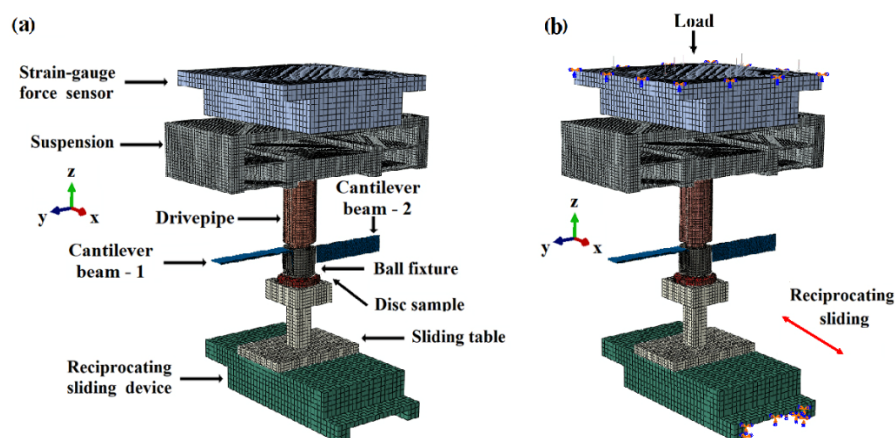 (a)
Strain-gauge
force sensor
Suspension
z
y
x
Drivepipe
Cantilever
beam - 2
Cantilever
beam - 1
Ball fixture
Disc sample
Sliding table
Reciprocating
sliding device
(b)
Load
z
y
x
Reciprocating
sliding